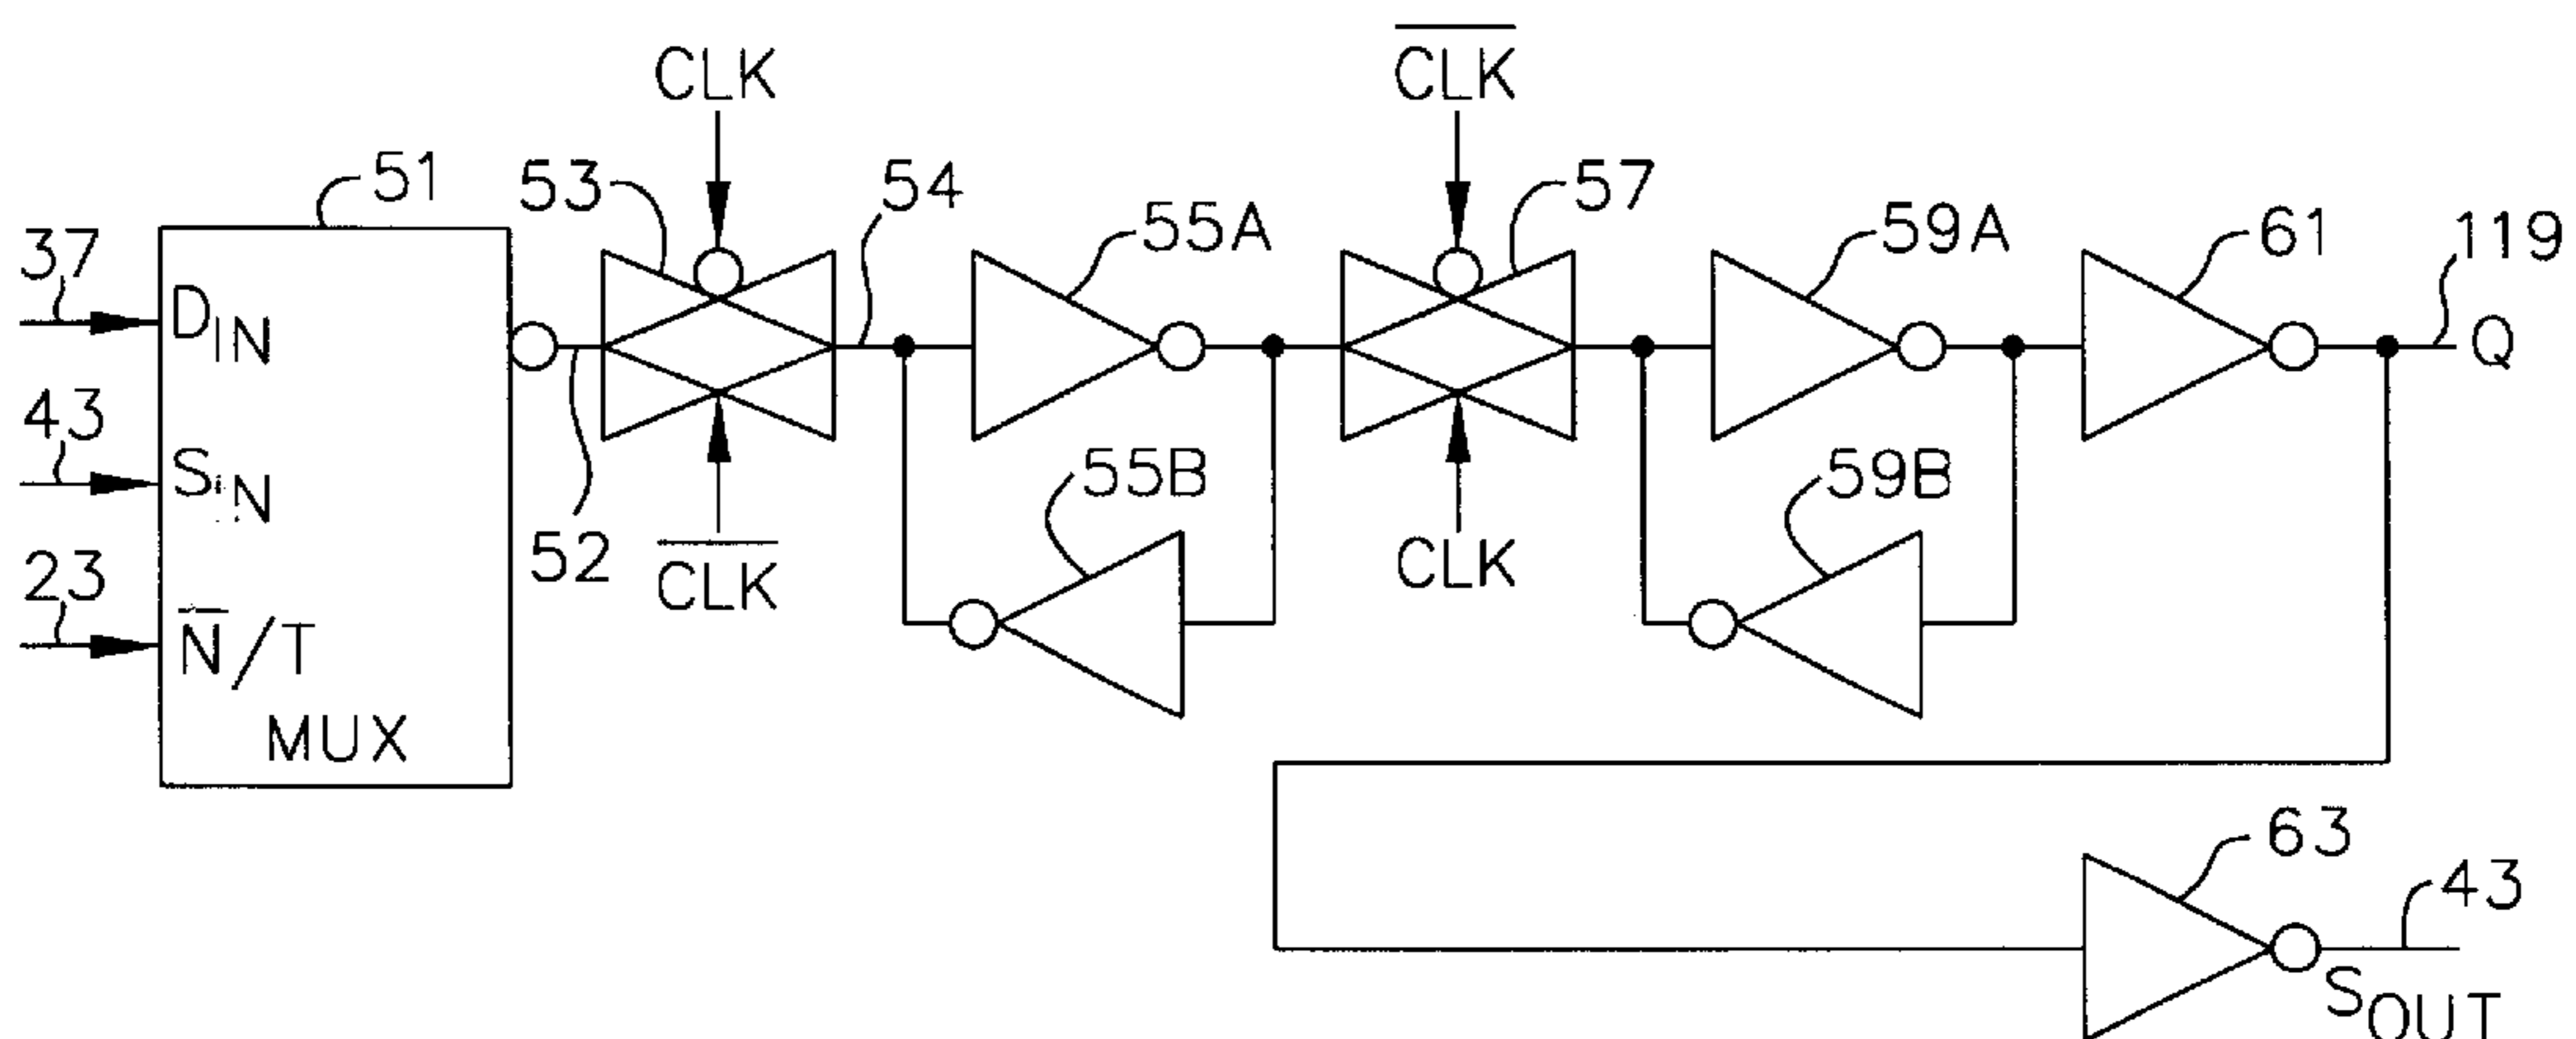 CLK
CLK
51
53
54
55A
57
59A
61
119
37
D_IN
Q
43
S_IN
55B
59B
23
52
CLK
CLK
N/T
MUX
63
43
S_OUT